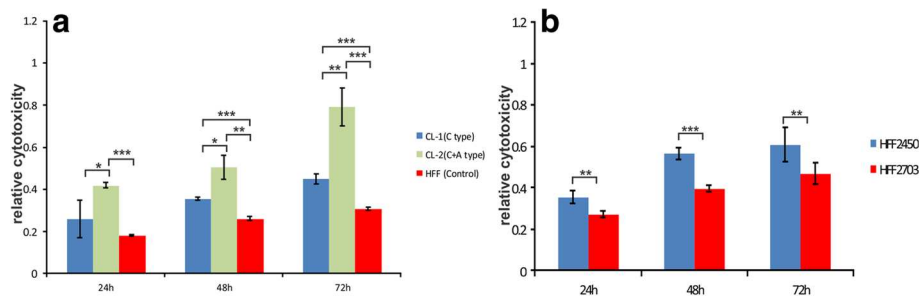 a
relative cytotoxicity
1.2
1
0.8
0.6
0.4
0.2
0
* ***
*** * **
*** ** ***
24h 48h 72h
CL-1(C type)
CL-2(C+A type)
HFF (Control)
b
relative cytotoxicity
1.2
1
0.8
0.6
0.4
0.2
0
** *** **
24h 48h 72h
HFF2450
HFF2703